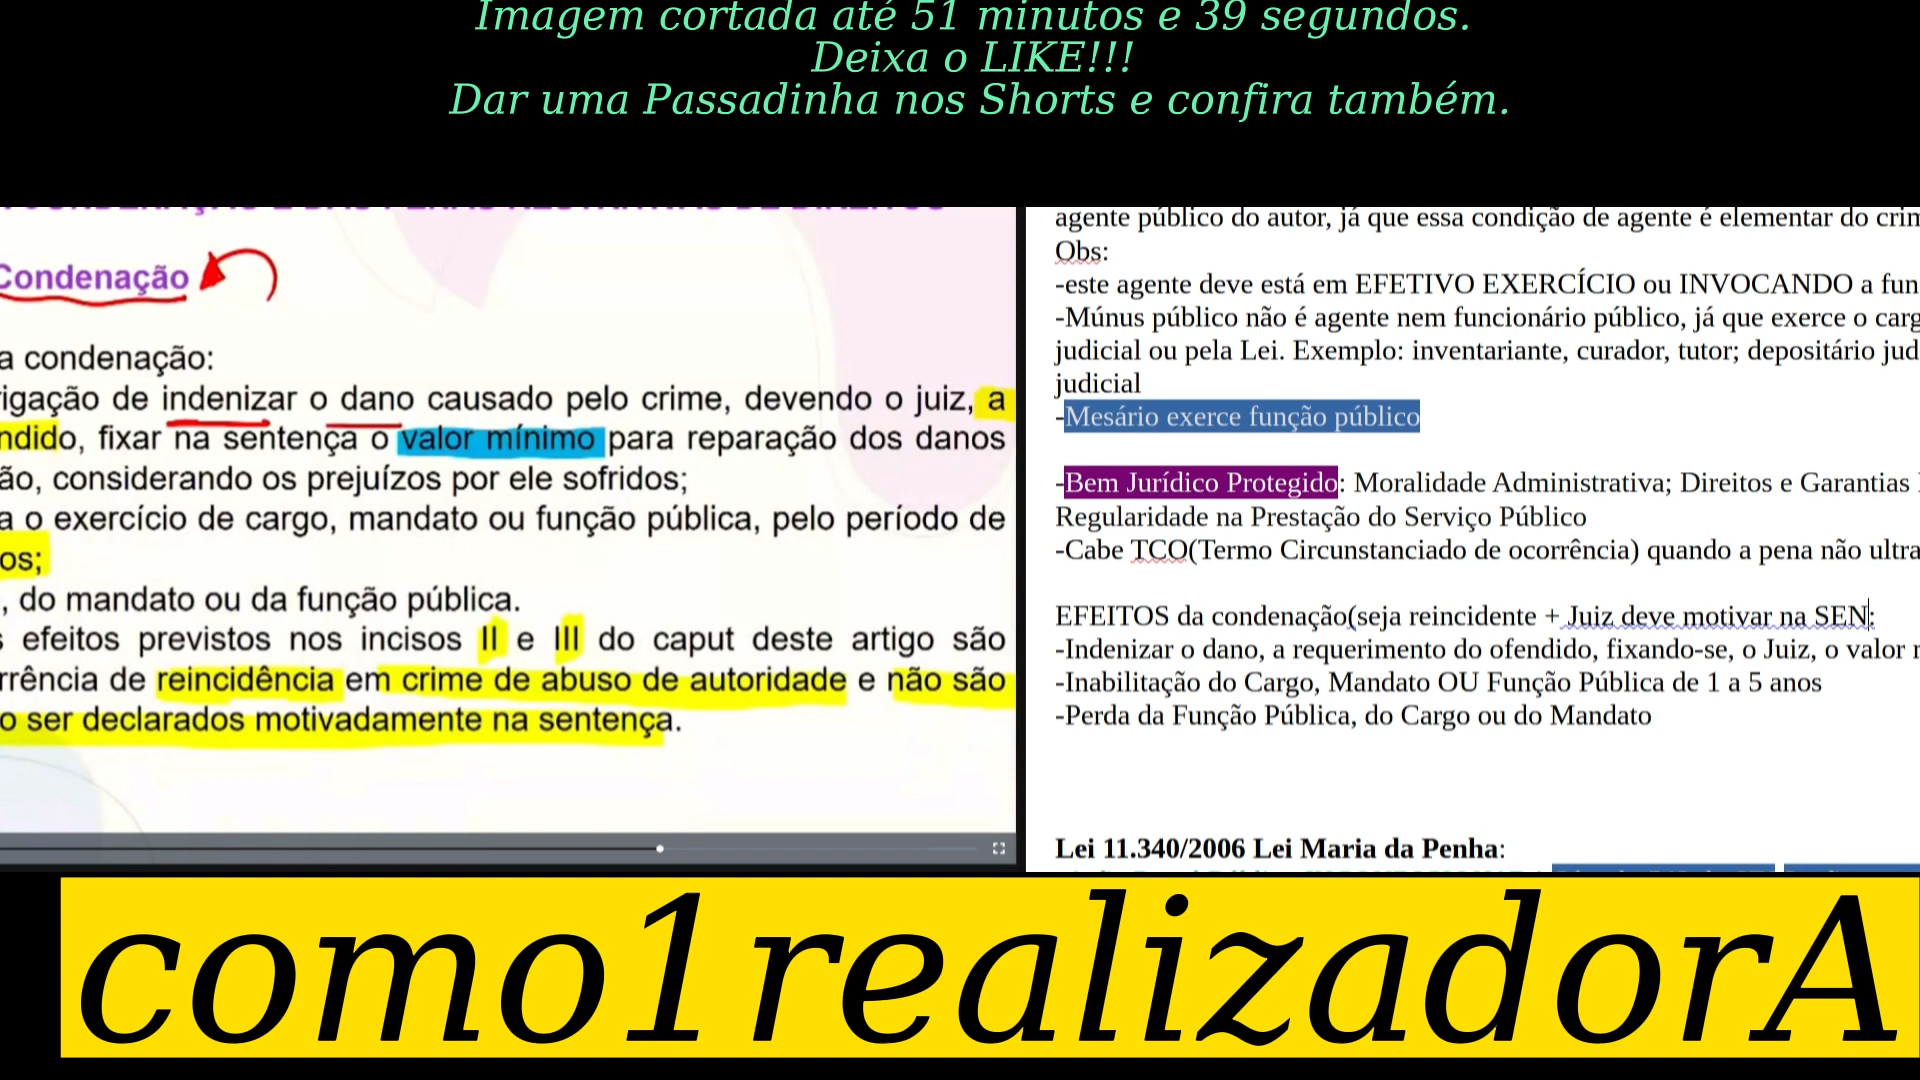 Imagem cortada até 51 minutos e 39 segundos.
Deixa o LIKE!!!
Dar uma Passadinha nos Shorts e confira também.
Condenação
a condenação:
rigação de indenizar o dano causado pelo crime, devendo o juiz, a
ndido, fixar na sentença o valor mínimo para reparação dos danos
ão, considerando os prejuízos por ele sofridos;
a o exercício de cargo, mandato ou função pública, pelo período de
os;
, do mandato ou da função pública.
s efeitos previstos nos incisos II e III do caput deste artigo são
rrência de reincidência em crime de abuso de autoridade e não são
o ser declarados motivadamente na sentença.
agente público do autor, já que essa condição de agente é elementar do crim
Obs:
-este agente deve está em EFETIVO EXERCÍCIO ou INVOCANDO a fun
-Múnus público não é agente nem funcionário público, já que exerce o carg
judicial ou pela Lei. Exemplo: inventariante, curador, tutor; depositário jud
judicial
-Mesário exerce função público
-Bem Jurídico Protegido: Moralidade Administrativa; Direitos e Garantias
Regularidade na Prestação do Serviço Público
-Cabe TCO(Termo Circunstanciado de ocorrência) quando a pena não ultra
EFEITOS da condenação(seja reincidente + Juiz deve motivar na SEN:
-Indenizar o dano, a requerimento do ofendido, fixando-se, o Juiz, o valor
-Inabilitação do Cargo, Mandato OU Função Pública de 1 a 5 anos
-Perda da Função Pública, do Cargo ou do Mandato
Lei 11.340/2006 Lei Maria da Penha:
como1realizadorA